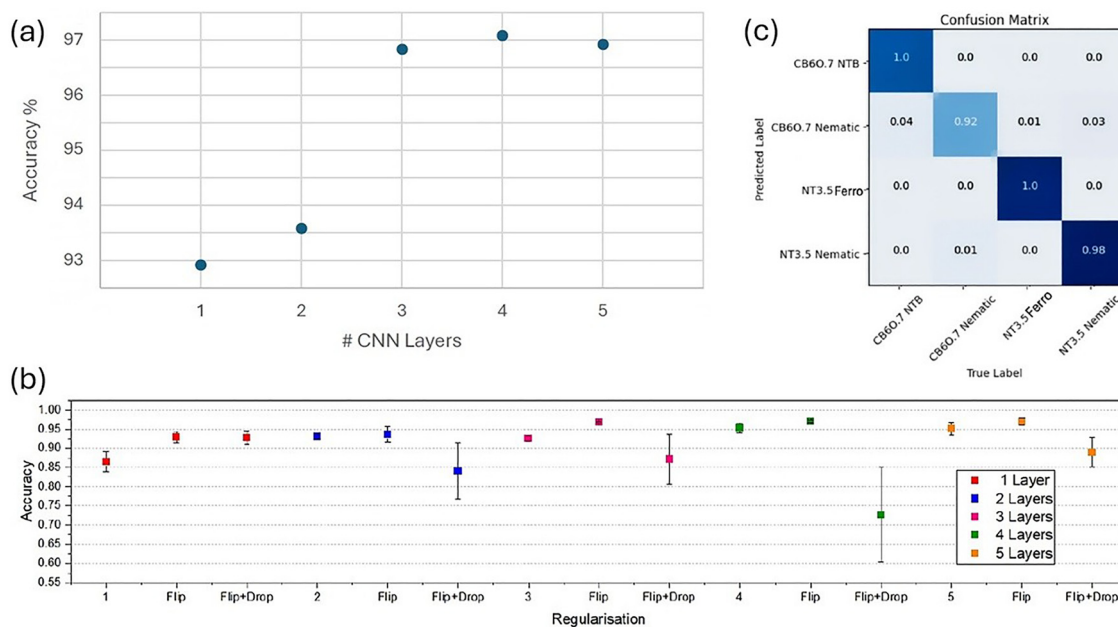 (a)
97
96
95
94
93
Accuracy %
1 2 3 4 5
# CNN Layers
(c)
Confusion Matrix
CB6O.7 NTB 1.0 0.0 0.0 0.0
CB6O.7 Nematic 0.04 0.92 0.01 0.03
NT3.5 Ferro 0.0 0.0 1.0 0.0
NT3.5 Nematic 0.0 0.01 0.0 0.98
Predicted Label
CB6O.7 NTB
CB6O.7 Nematic
NT3.5 Ferro
NT3.5 Nematic
True Label
(b)
1.00
0.95
0.90
0.85
0.80
0.75
0.70
0.65
0.60
0.55
Accuracy
1 Layer
2 Layers
3 Layers
4 Layers
5 Layers
1 Flip Flip+Drop 2 Flip Flip+Drop 3 Flip Flip+Drop 4 Flip Flip+Drop 5 Flip Flip+Drop
Regularisation